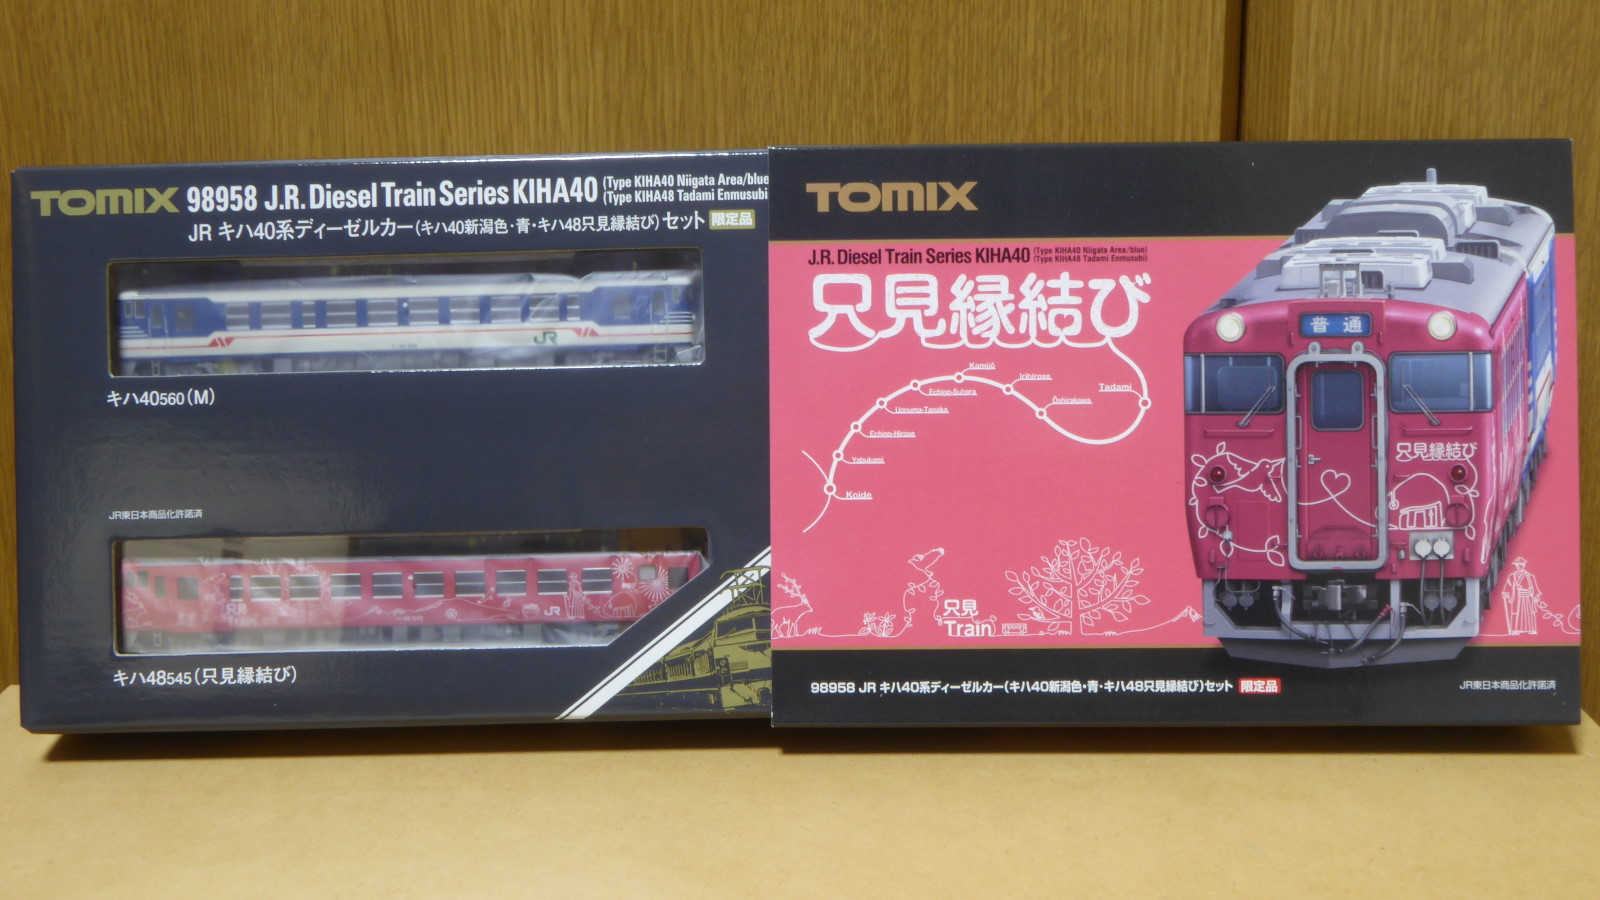 TOMIX 98958 J.R. Diesel Train Series KIHA40 (Type KIHA40 Niigata Area/blue
(Type KIHA48 Tadami Enmusubi
JR キハ40系ディーゼルカー(キハ40新潟色・青・キハ48只見縁結び)セット 限定品
JR
キハ40560(M)
JR東日本商品化許諾済
只見
Train
JR
キハ48545(只見縁結び)
TOMIX
J.R. Diesel Train Series KIHA40 (Type KIHA40 Niigata Area/blue)
(Type KIHA48 Tadami Enmusubi)
只見縁結び
Kamijō
Irihirose
Tadami
Echigo-Suhara
Ōshirakawa
Uonuma-Tanaka
Echigo-Hirose
Yabukami
Koide
普通
只見縁結び
只見
Train
98958 JR キハ40系ディーゼルカー(キハ40新潟色・青・キハ48只見縁結び)セット 限定品
JR東日本商品化許諾済